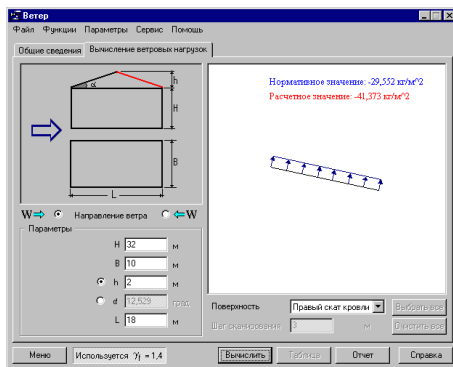 Ветер
Файл Функции Параметры Сервис Помощь
Общие сведения Вычисление ветровых нагрузок
h
α
H
B
L
Нормативное значение: -29,552 кг/м^2
Расчетное значение: -41,373 кг/м^2
W Направление ветра W
Параметры
H 32 м
B 10 м
h 2 м
d 12,529 град
L 18 м
Поверхность Правый скат кровли Выбрать все
Шаг сканирования 3 м Очистить все
Меню Используется γf = 1,4 Вычислить Таблица Отчет Справка